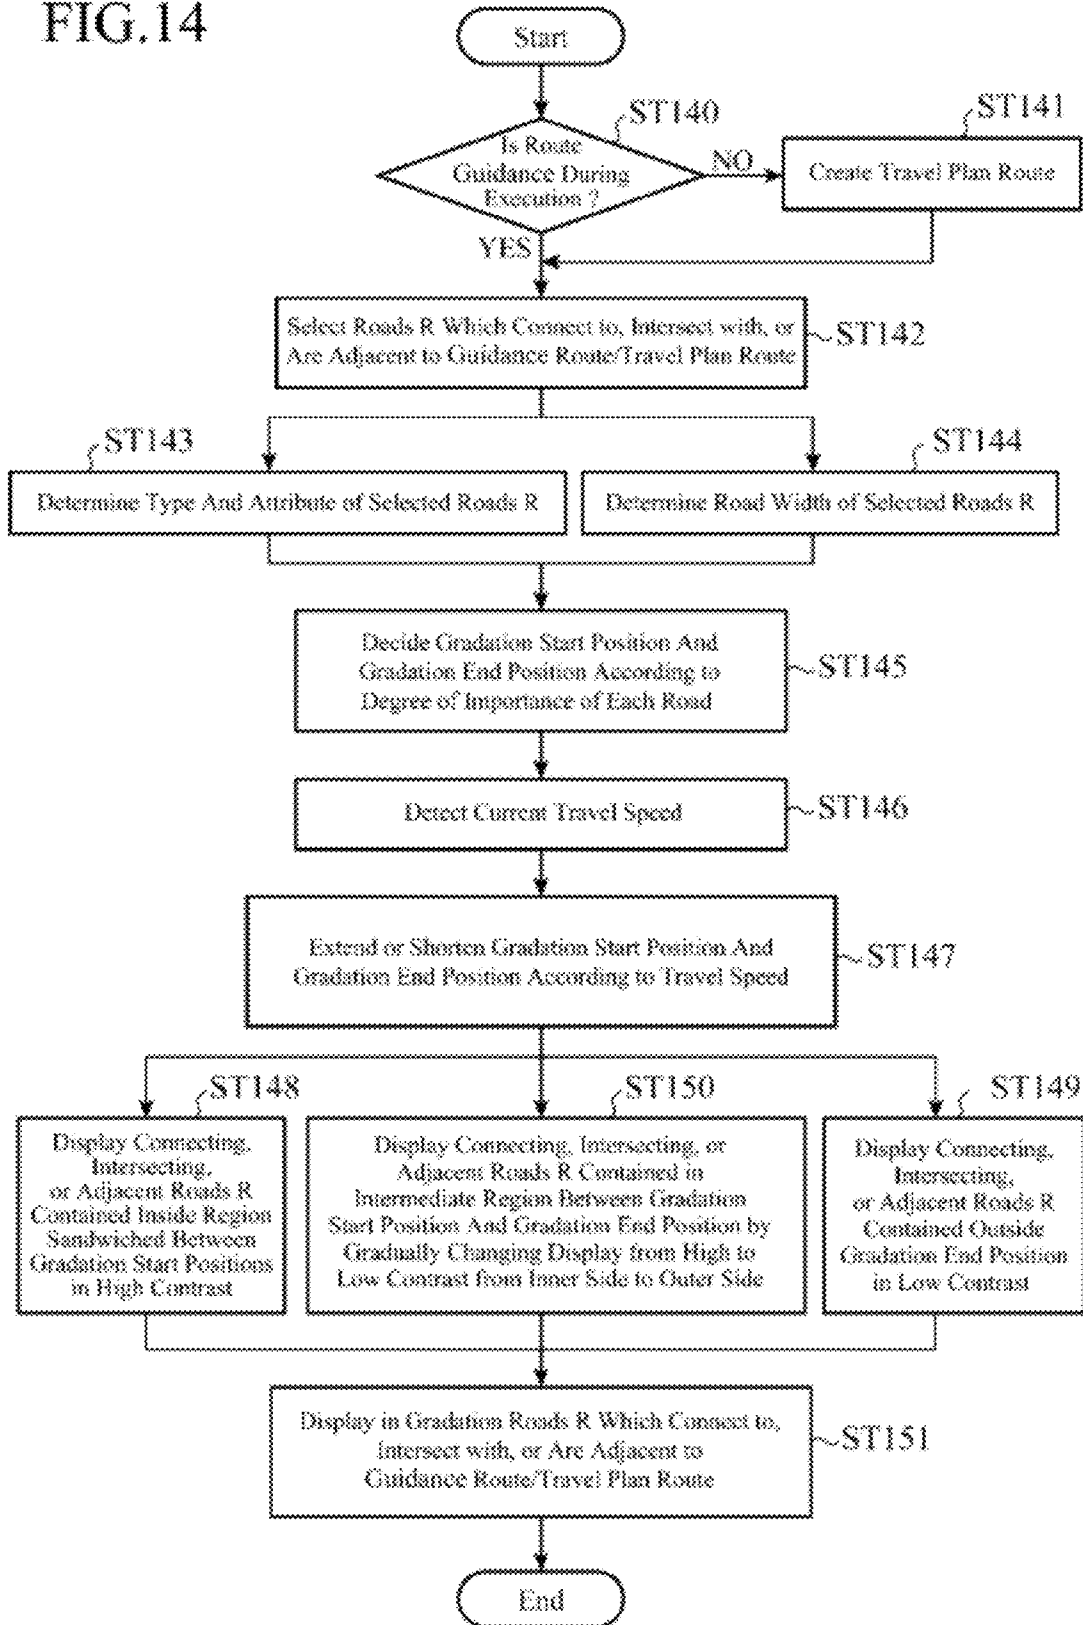 FIG.14
Start
ST140
Is Route
Guidance During
Execution ?
NO
ST141
Create Travel Plan Route
YES
Select Roads R Which Connect to, Intersect with, or
Are Adjacent to Guidance Route/Travel Plan Route
ST142
ST143
Determine Type And Attribute of Selected Roads R
ST144
Determine Road Width of Selected Roads R
Decide Gradation Start Position And
Gradation End Position According to
Degree of Importance of Each Road
ST145
Detect Current Travel Speed
ST146
Extend or Shorten Gradation Start Position And
Gradation End Position According to Travel Speed
ST147
ST148
Display Connecting,
Intersecting,
or Adjacent Roads R
Contained Inside Region
Sandwiched Between
Gradation Start Positions
in High Contrast
ST150
Display Connecting, Intersecting, or
Adjacent Roads R Contained in
Intermediate Region Between Gradation
Start Position And Gradation End Position by
Gradually Changing Display from High to
Low Contrast from Inner Side to Outer Side
ST149
Display Connecting,
Intersecting,
or Adjacent Roads R
Contained Outside
Gradation End Position
in Low Contrast
Display in Gradation Roads R Which Connect to,
Intersect with, or Are Adjacent to
Guidance Route/Travel Plan Route
ST151
End